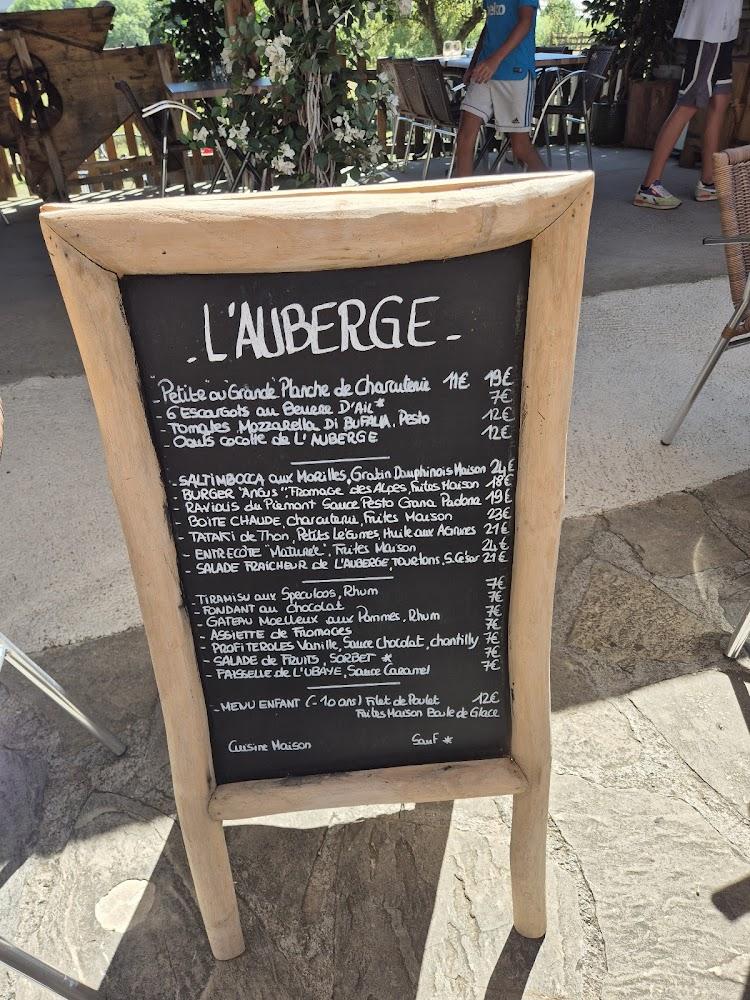 . L'AUBERGE -
- "Petite" ou "Grande" Planche de Charcuterie 11€ 19€
- 6 Escargots au Beurre D'Ail * 7€
- Tomates Mozzarella DI BUFALA, Pesto 12€
- Oeufs cocotte de L'AUBERGE 12€
- SALTIMBOCCA aux Morilles, Gratin Dauphinois Maison 24€
- BURGER "Angus", Fromage des Alpes, Frites Maison 18€
- RAVIOLIS du Piemont Sauce Pesto Grana Padano 19€
- BOITE CHAUDE, charcuterie, Frites Maison 23€
- TATAKI de Thon, Petits Légumes, Huile aux Agrumes 21€
- ENTRECÔTE "Maturée", Frites Maison 24€
- SALADE FRAICHEUR de L'AUBERGE, Tourtons, S. César 21€
- TIRAMISU aux Speculoos, Rhum 7€
- FONDANT au Chocolat 7€
- GATEAU Moelleux aux Pommes, Rhum 7€
- ASSIETTE de Fromages 7€
- PROFITEROLES Vanille, Sauce Chocolat, chantilly 7€
- SALADE de FRUITS, SORBET * 7€
- FAISSELLE de L'UBAYE, Sauce Caramel 7€
- MENU ENFANT (- 10 ans) Filet de Poulet 12€
Frites Maison Boule de Glace
Cuisine Maison Sauf *